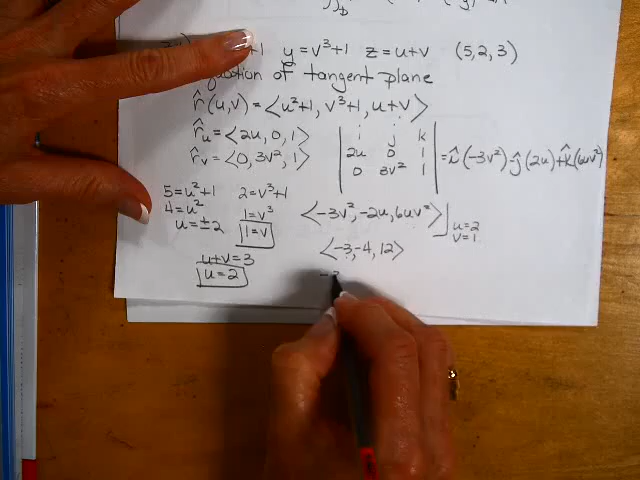 +1 y = v³+1 z = u+v (5,2,3)
of tangent plane
r̂(u,v) = <u²+1, v³+1, u+v>
r̂u = <2u, 0, 1>
r̂v = <0, 3v², 1>
| i j k |
| 2u 0 1 |
| 0 3v² 1 | = î(-3v²) - ĵ(2u) + k̂(6uv²)
5 = u²+1 2 = v³+1
4 = u² 1 = v³
u = ±2 1 = v
<-3v², -2u, 6uv²>| u=2 v=1
u+v = 3
u = 2
<-3, -4, 12>